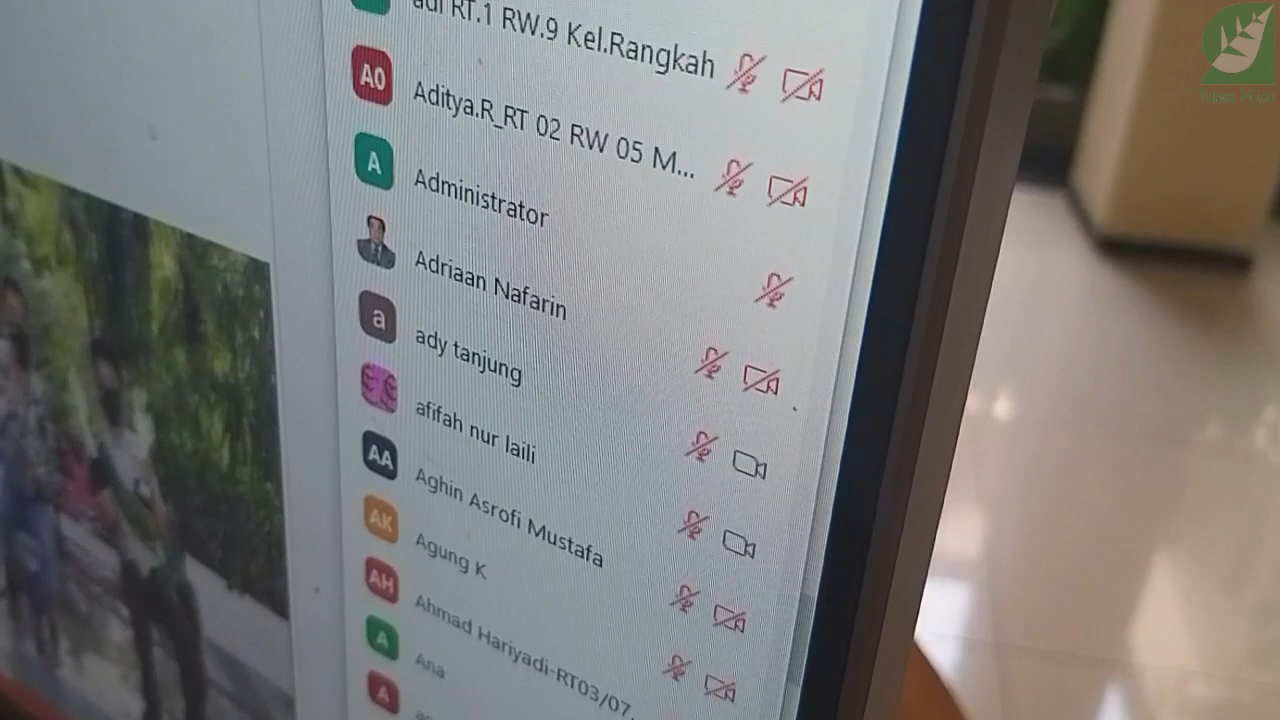 adi RT.1 RW.9 Kel.Rangkah
A0 Aditya.R_RT 02 RW 05 M...
A Administrator
Adriaan Nafarin
a ady tanjung
afifah nur laili
AA Aghin Asrofi Mustafa
AK Agung K
AH Ahmad Hariyadi-RT03/07.
A Ana
A